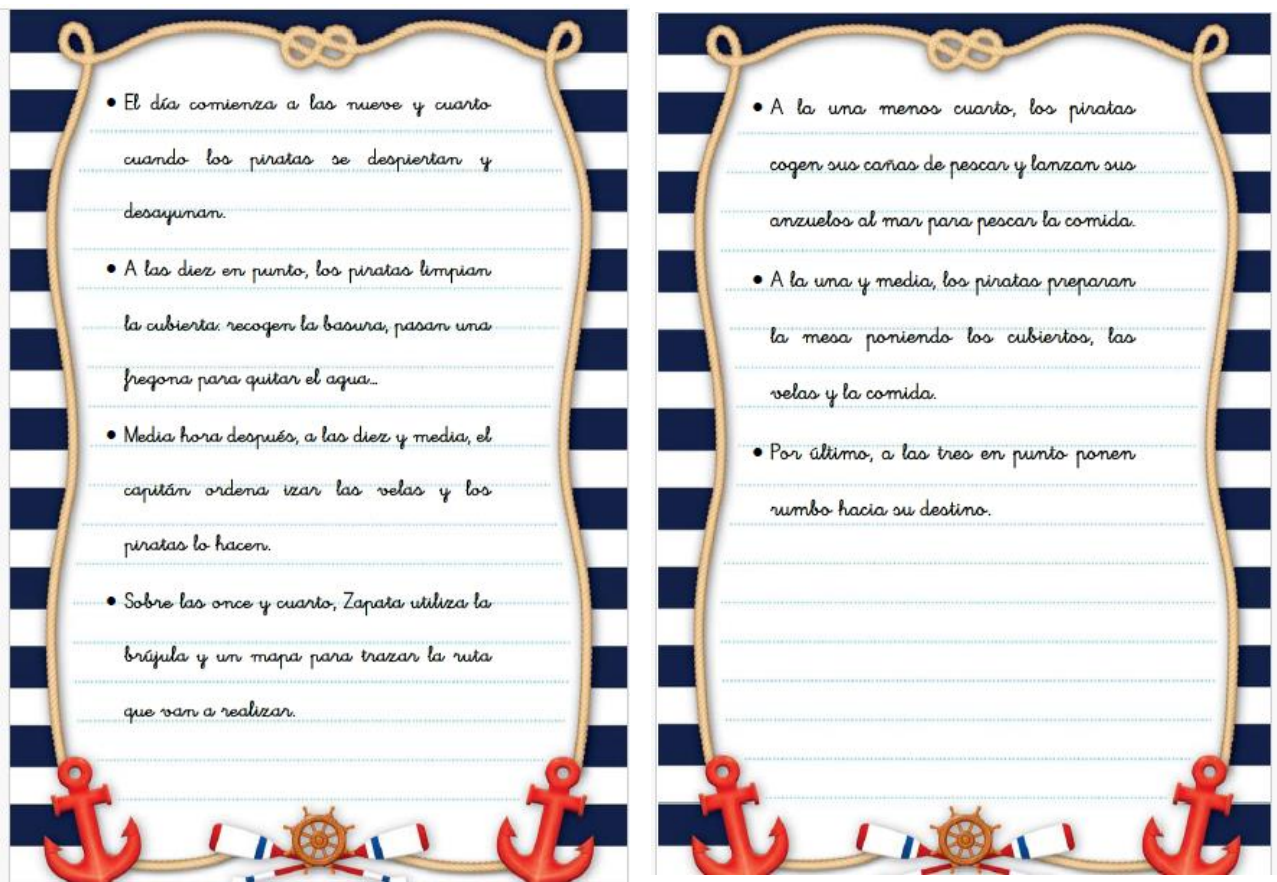 • El día comienza a las nueve y cuarto
cuando los piratas se despiertan y
desayunan.
• A las diez en punto, los piratas limpian
la cubierta: recogen la basura, pasan una
fregona para quitar el agua…
• Media hora después, a las diez y media, el
capitán ordena izar las velas y los
piratas lo hacen.
• Sobre las once y cuarto, Zapata utiliza la
brújula y un mapa para trazar la ruta
que van a realizar.
• A la una menos cuarto, los piratas
cogen sus cañas de pescar y lanzan sus
anzuelos al mar para pescar la comida.
• A la una y media, los piratas preparan
la mesa poniendo los cubiertos, las
velas y la comida.
• Por último, a las tres en punto ponen
rumbo hacia su destino.